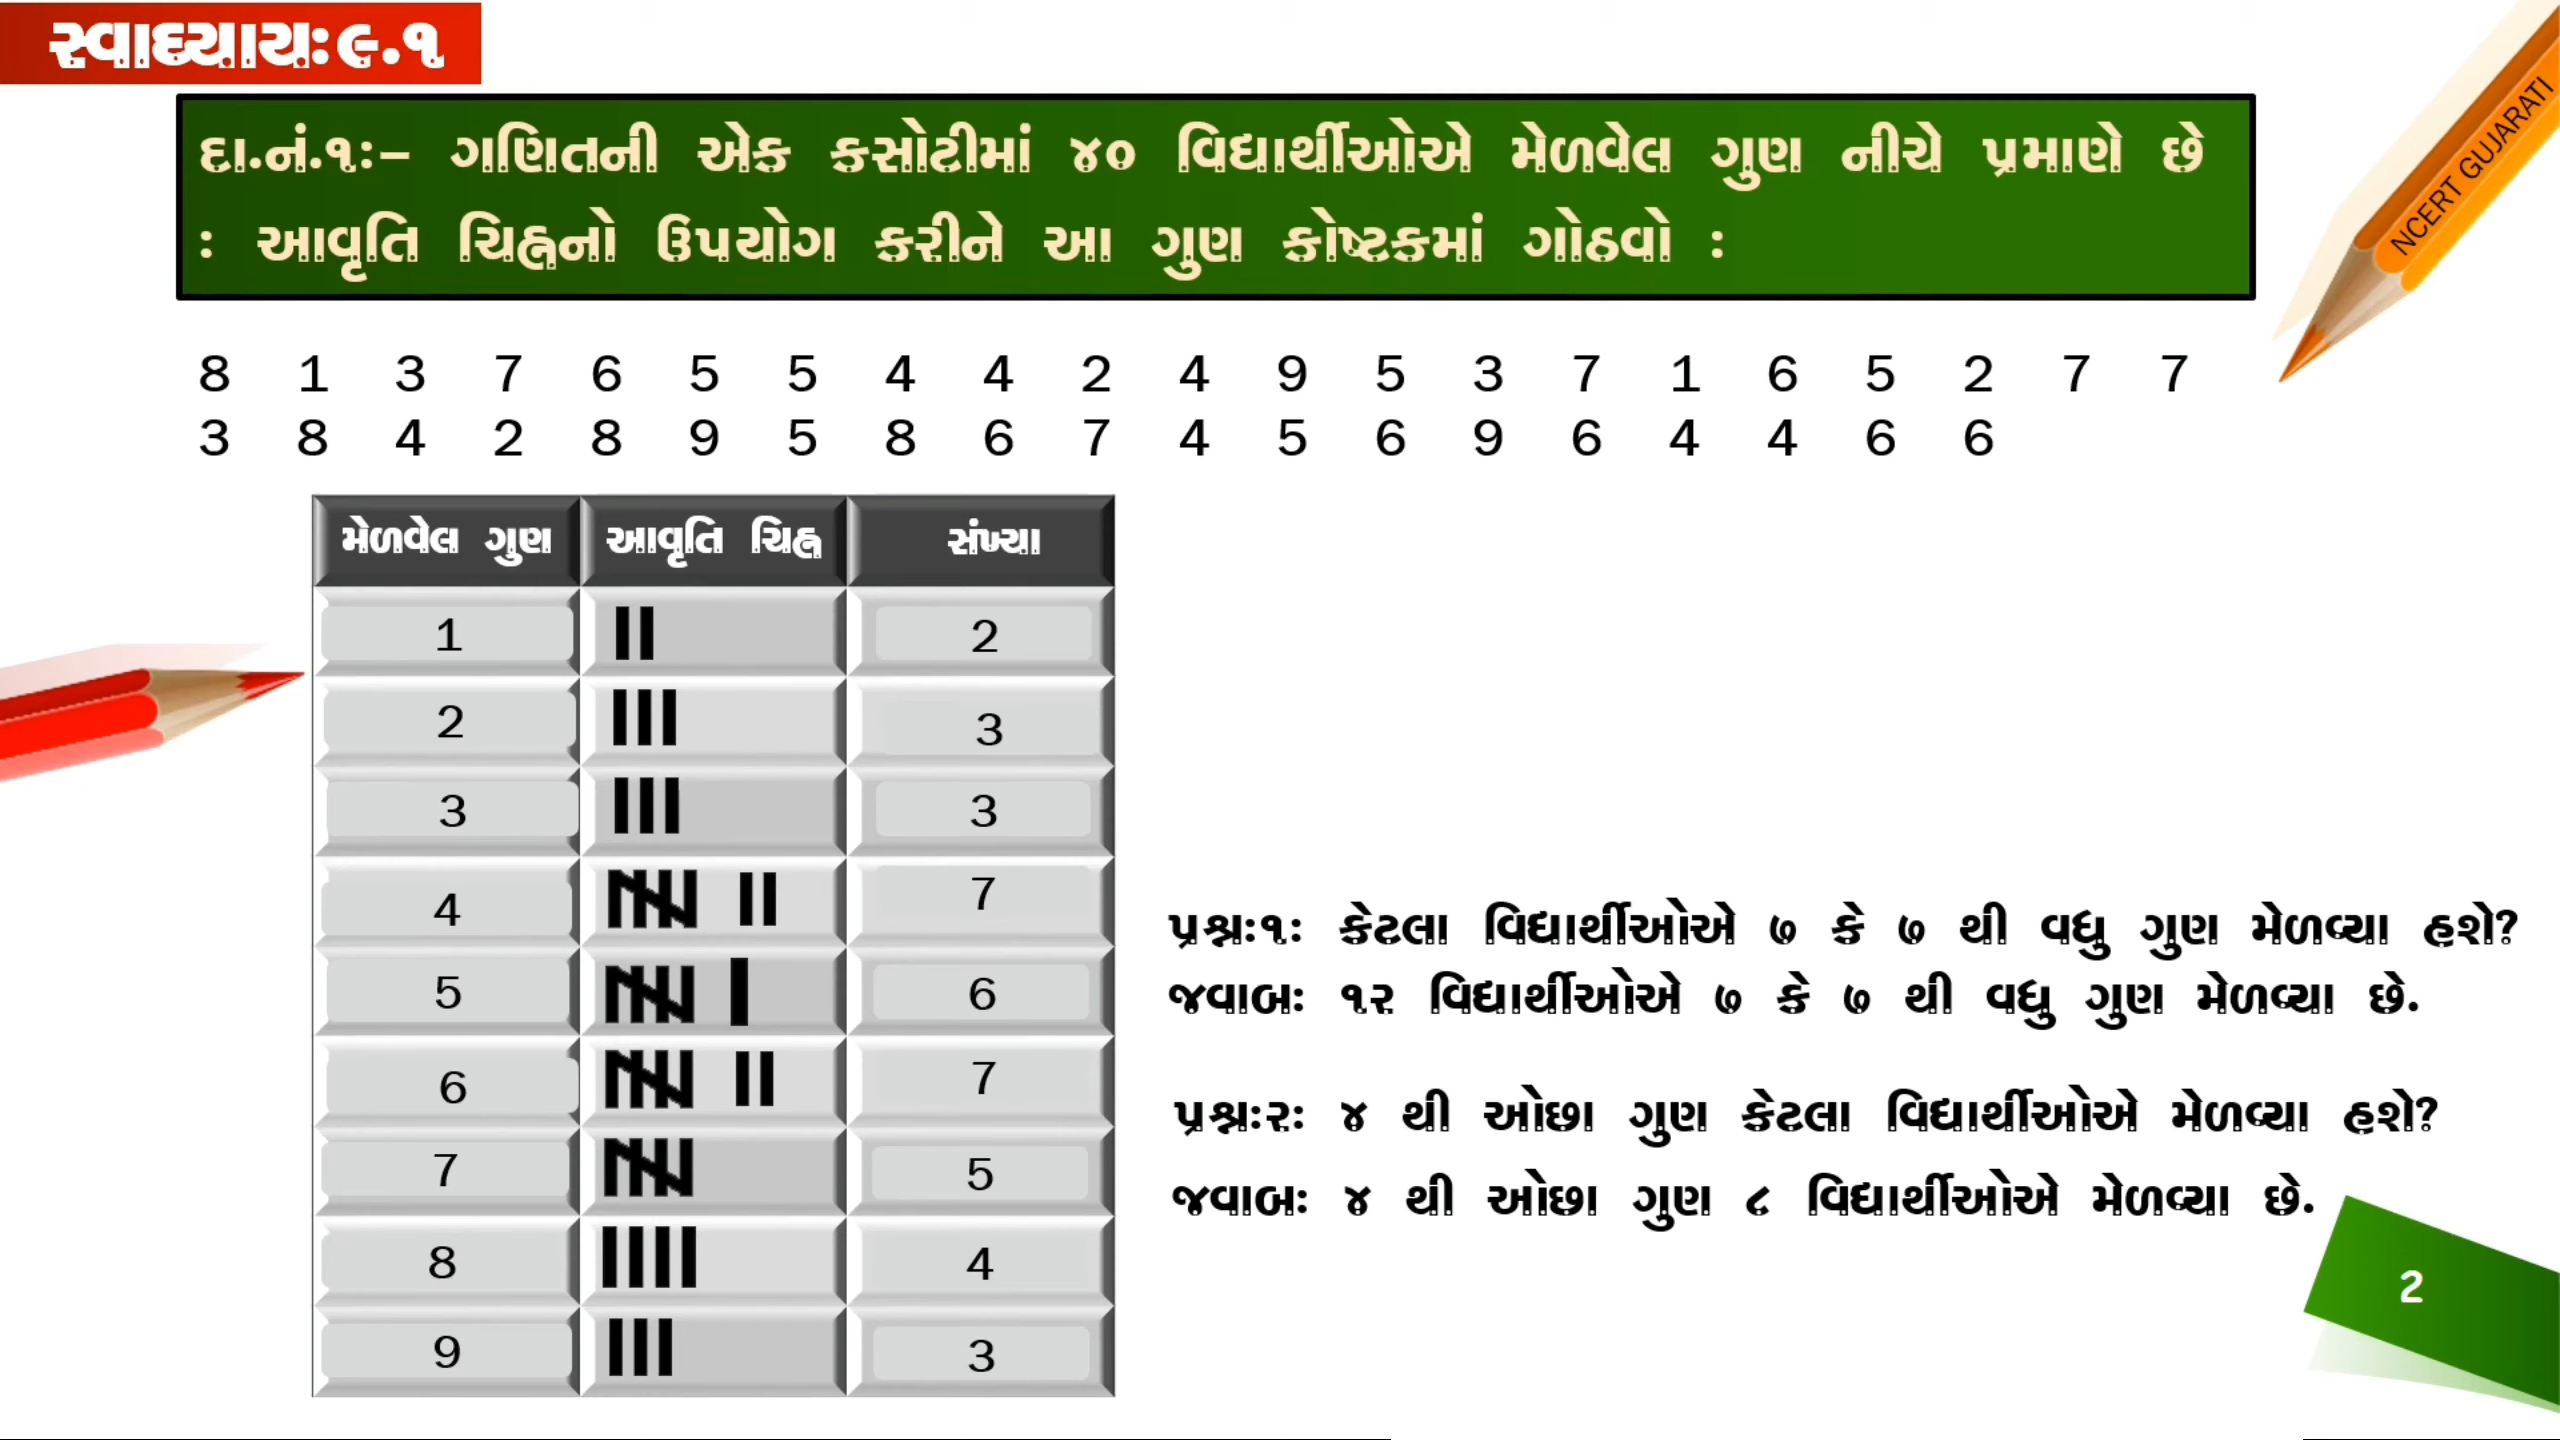 સ્વાધ્યાયઃ૯.૧
દા.નં.૧ઃ– ગણિતની એક કસોટીમાં ૪૦ વિદ્યાર્થીઓએ મેળવેલ ગુણ નીચે પ્રમાણે છે
: આવૃતિ ચિહ્નનો ઉપયોગ કરીને આ ગુણ કોષ્ટકમાં ગોઠવો :
NCERT GUJARATI
8 1 3 7 6 5 5 4 4 2 4 9 5 3 7 1 6 5 2 7 7
3 8 4 2 8 9 5 8 6 7 4 5 6 9 6 4 4 6 6
મેળવેલ ગુણ આવૃતિ ચિહ્ન સંખ્યા
1 2
2 3
3 3
4 7
5 6
6 7
7 5
8 4
9 3
પ્રશ્નઃ૧ઃ કેટલા વિદ્યાર્થીઓએ ૭ કે ૭ થી વધુ ગુણ મેળવ્યા હશે?
જવાબઃ ૧૨ વિદ્યાર્થીઓએ ૭ કે ૭ થી વધુ ગુણ મેળવ્યા છે.
પ્રશ્નઃ૨ઃ ૪ થી ઓછા ગુણ કેટલા વિદ્યાર્થીઓએ મેળવ્યા હશે?
જવાબઃ ૪ થી ઓછા ગુણ ૮ વિદ્યાર્થીઓએ મેળવ્યા છે.
2